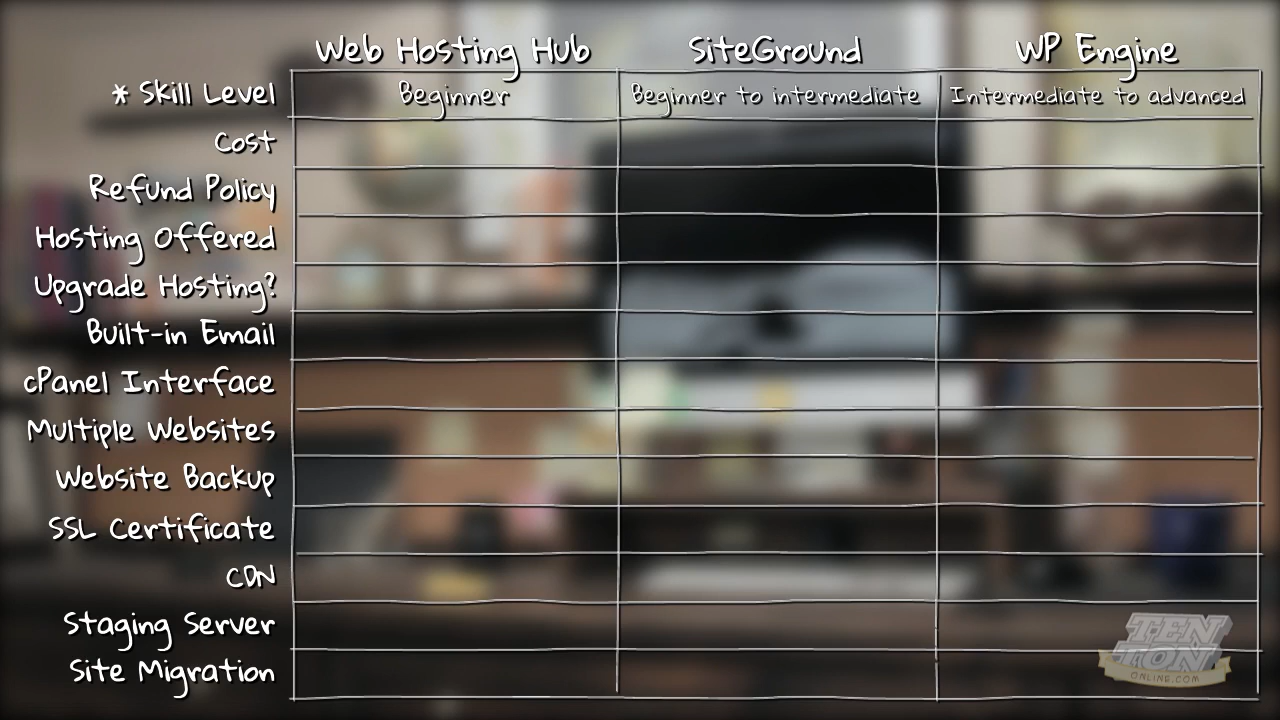 Web Hosting Hub SiteGround WP Engine
* Skill Level Beginner Beginner to intermediate Intermediate to advanced
Cost
Refund Policy
Hosting Offered
Upgrade Hosting?
Built-in Email
cPanel Interface
Multiple Websites
Website Backup
SSL Certificate
CDN
Staging Server
Site Migration
TEN
TON
ONLINE.COM